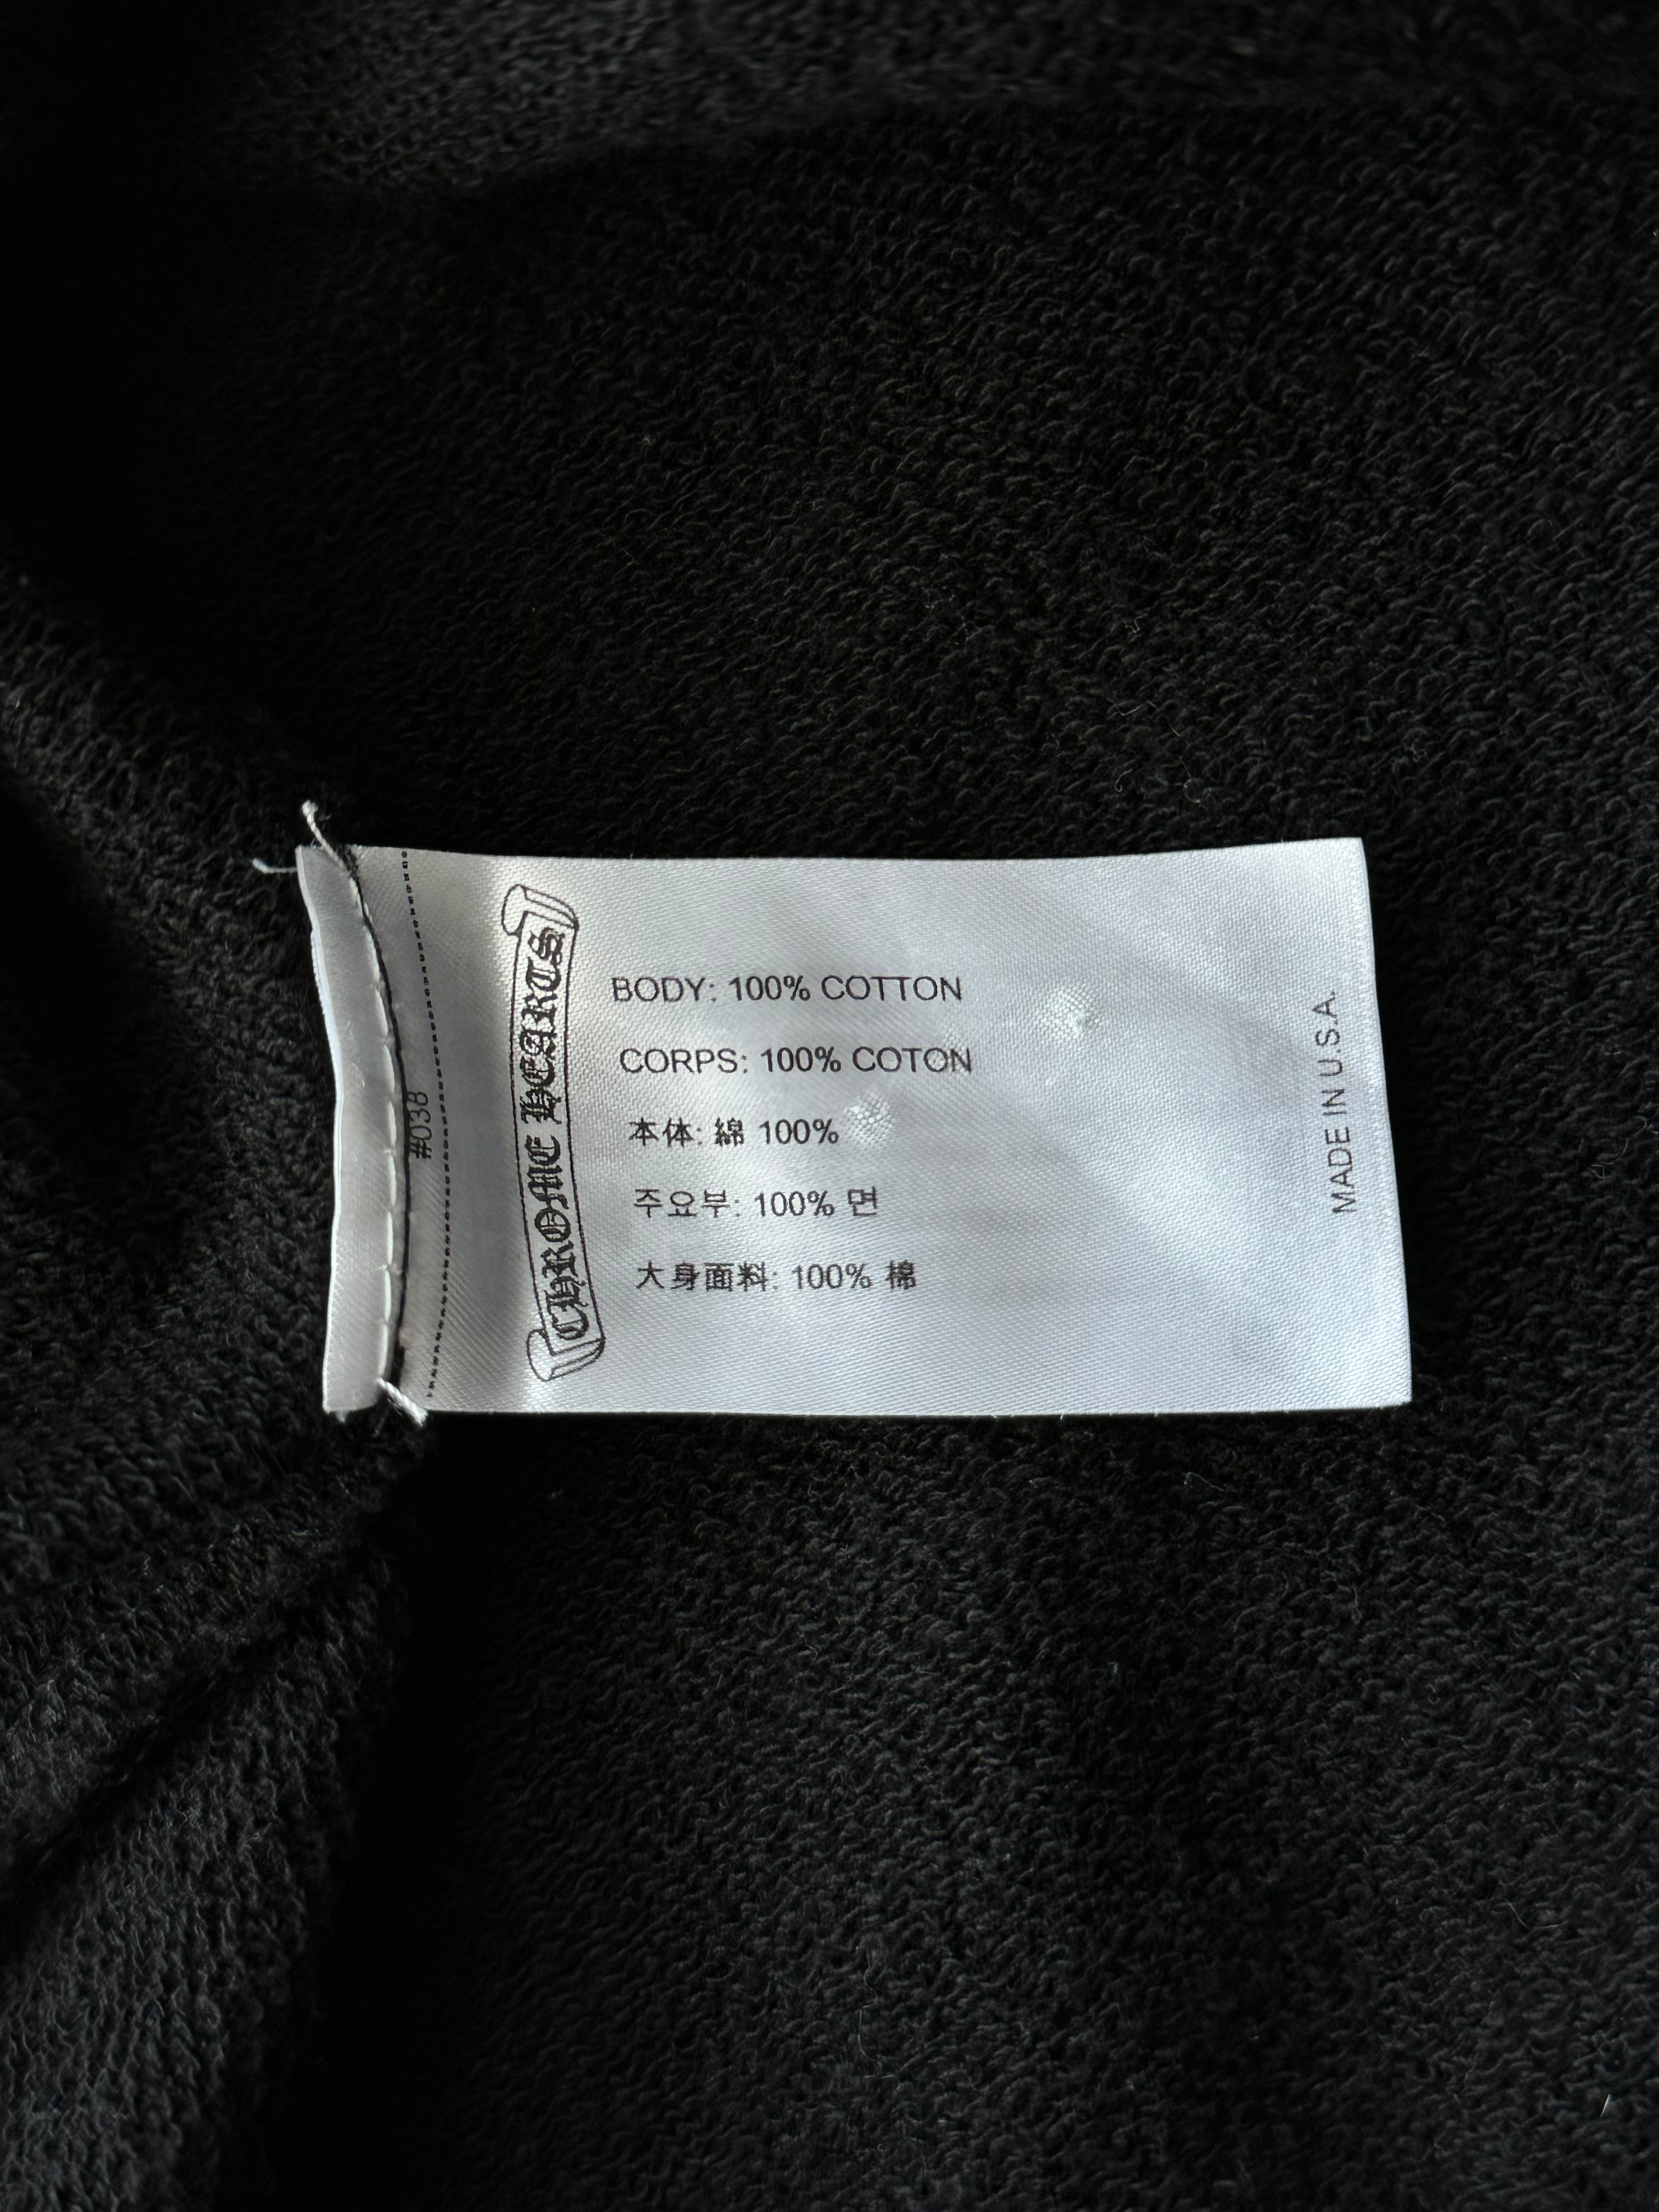 #038
CHROME HEARTS
BODY: 100% COTTON
CORPS: 100% COTON
本体: 綿 100%
주요부: 100% 면
大身面料: 100% 棉
MADE IN U.S.A.